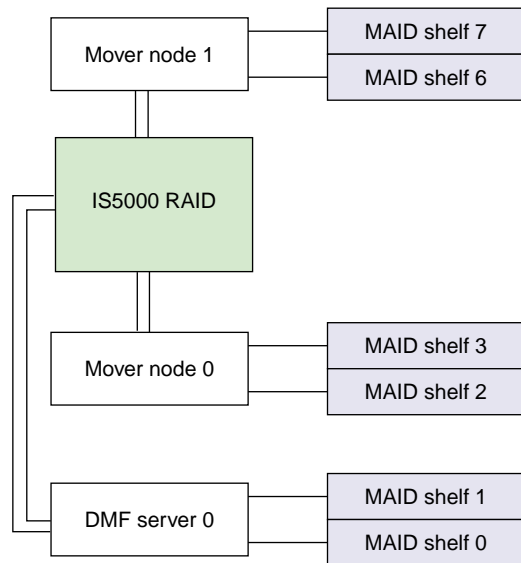 Mover node 1
MAID shelf 7
MAID shelf 6
IS5000 RAID
Mover node 0
MAID shelf 3
MAID shelf 2
DMF server 0
MAID shelf 1
MAID shelf 0